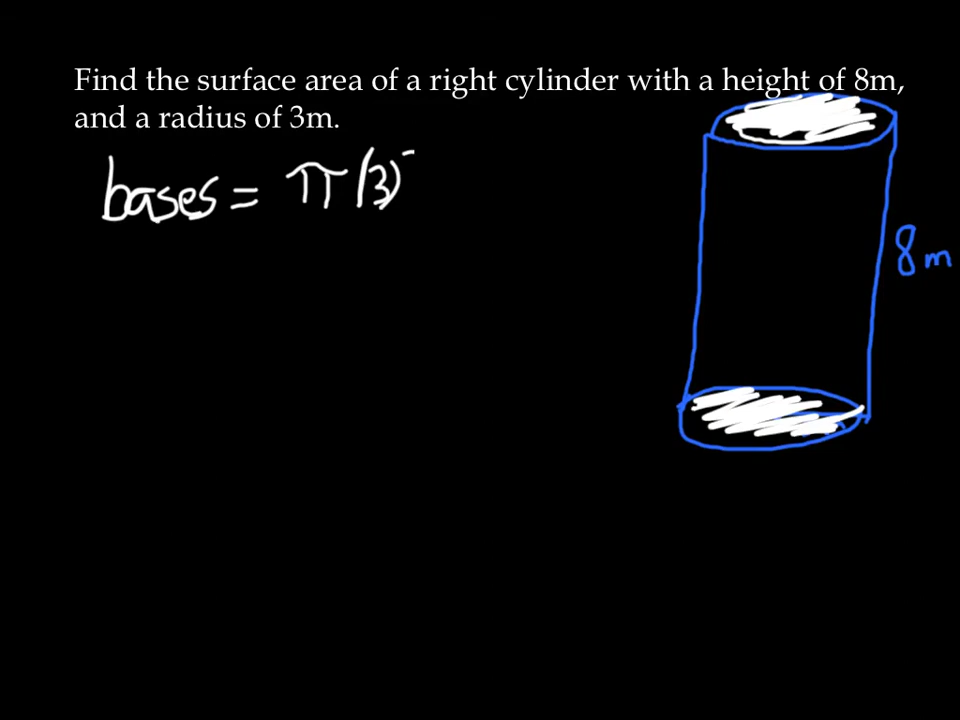 Find the surface area of a right cylinder with a height of 8m,
and a radius of 3m.
bases = π(3)
8m